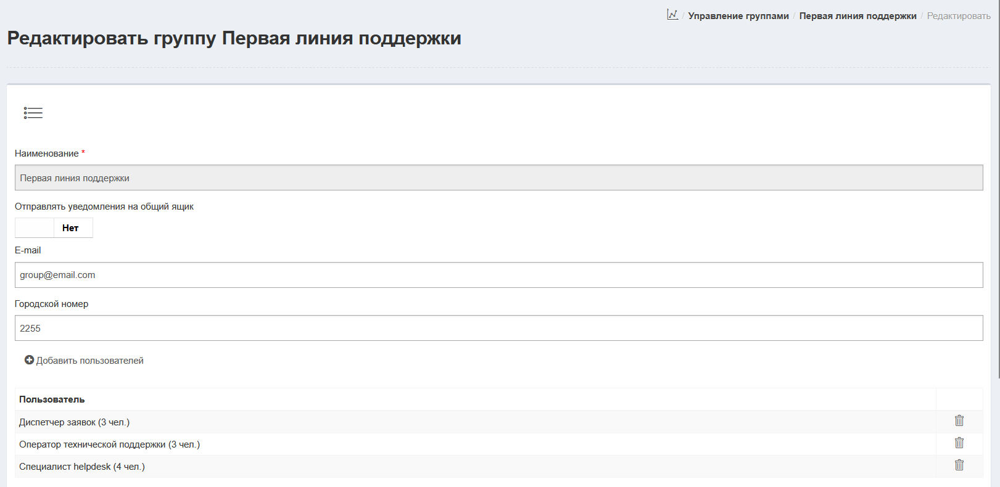 / Управление группами / Первая линия поддержки / Редактировать
Редактировать группу Первая линия поддержки
Наименование *
Первая линия поддержки
Отправлять уведомления на общий ящик
Нет
E-mail
group@email.com
Городской номер
2255
Добавить пользователей
Пользователь
Диспетчер заявок (3 чел.)
Оператор технической поддержки (3 чел.)
Специалист helpdesk (4 чел.)